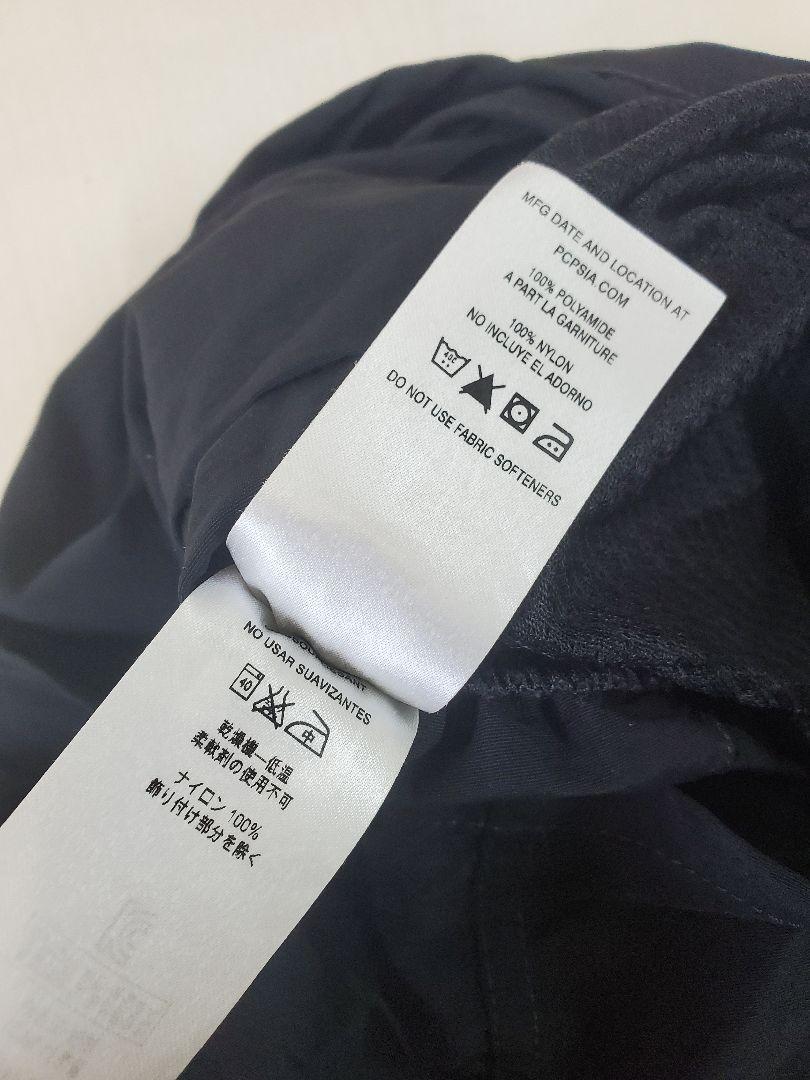 MFG DATE AND LOCATION AT
PCPSIA.COM
100% POLYAMIDE
A PART LA GARNITURE
100% NYLON
NO INCLUYE EL ADORNO
40C
DO NOT USE FABRIC SOFTENERS
NO USAR SUAVIZANTES
40
中
乾燥機—低温
柔軟剤の使用不可
ナイロン 100%
飾り付け部分を除く